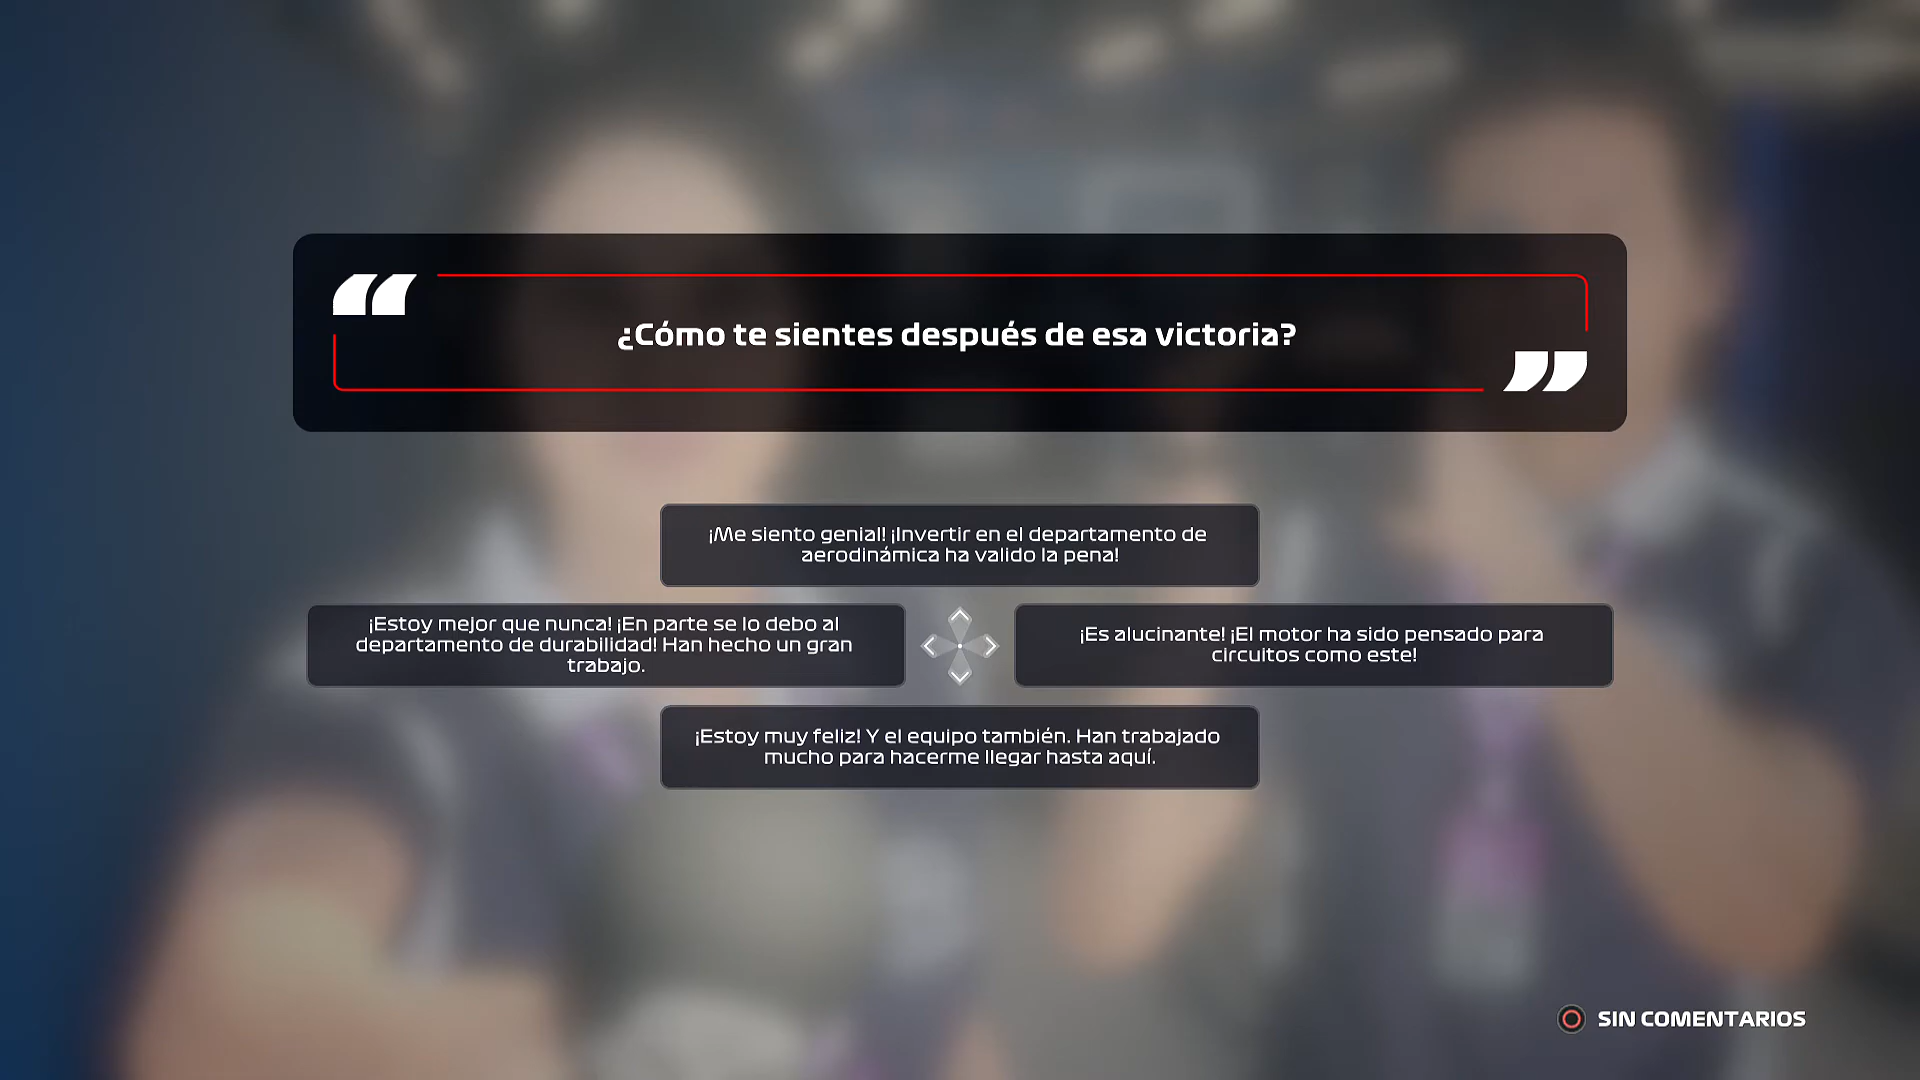 ¿Cómo te sientes después de esa victoria?
¡Me siento genial! ¡Invertir en el departamento de
aerodinámica ha valido la pena!
¡Estoy mejor que nunca! ¡En parte se lo debo al
departamento de durabilidad! Han hecho un gran
trabajo.
¡Es alucinante! ¡El motor ha sido pensado para
circuitos como este!
¡Estoy muy feliz! Y el equipo también. Han trabajado
mucho para hacerme llegar hasta aquí.
SIN COMENTARIOS